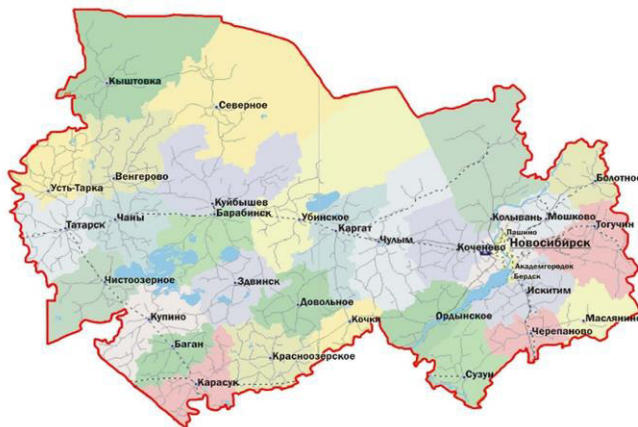 Кыштовка
Северное
Усть-Тарка
Венгерово
Болотное
Куйбышев
Барабинск
Чаны
Татарск
Убинское
Каргат
Чулым
Колывань
Мошково
Тогучин
Пашино
Новосибирск
Коченево
Академгородок
Бердск
Чистоозерное
Здвинск
Искитим
Довольное
Ордынское
Купино
Кочки
Маслянино
Черепаново
Баган
Краснозерское
Карасук
Сузун